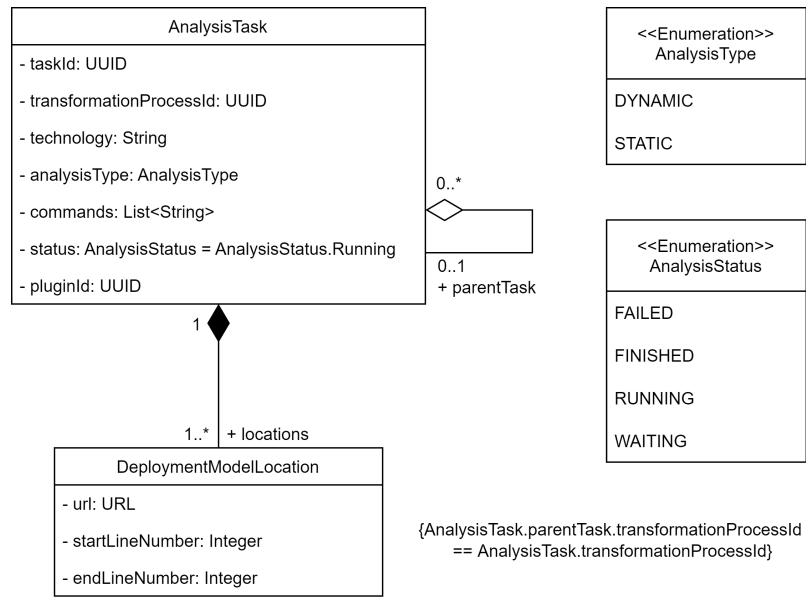 AnalysisTask
- taskId: UUID
- transformationProcessId: UUID
- technology: String
- analysisType: AnalysisType
- commands: List<String>
- status: AnalysisStatus = AnalysisStatus.Running
- pluginId: UUID
0..*
0..1
+ parentTask
1
1..* + locations
DeploymentModelLocation
- url: URL
- startLineNumber: Integer
- endLineNumber: Integer
<<Enumeration>>
AnalysisType
DYNAMIC
STATIC
<<Enumeration>>
AnalysisStatus
FAILED
FINISHED
RUNNING
WAITING
{AnalysisTask.parentTask.transformationProcessId
== AnalysisTask.transformationProcessId}